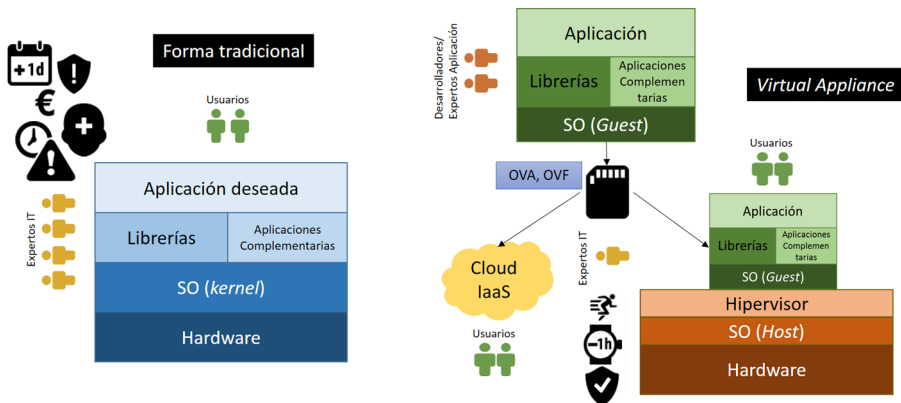 Forma tradicional
+1d
€
Usuarios
Expertos IT
Aplicación deseada
Librerías
Aplicaciones
Complementarias
SO (kernel)
Hardware
Desarrolladores/
Expertos Aplicación
Aplicación
Librerías
Aplicaciones
Complemen
tarias
SO (Guest)
Virtual Appliance
OVA, OVF
Cloud
IaaS
Usuarios
Expertos IT
−1h
Usuarios
Aplicación
Librerías
Aplicaciones
Complemen
tarias
SO (Guest)
Hipervisor
SO (Host)
Hardware